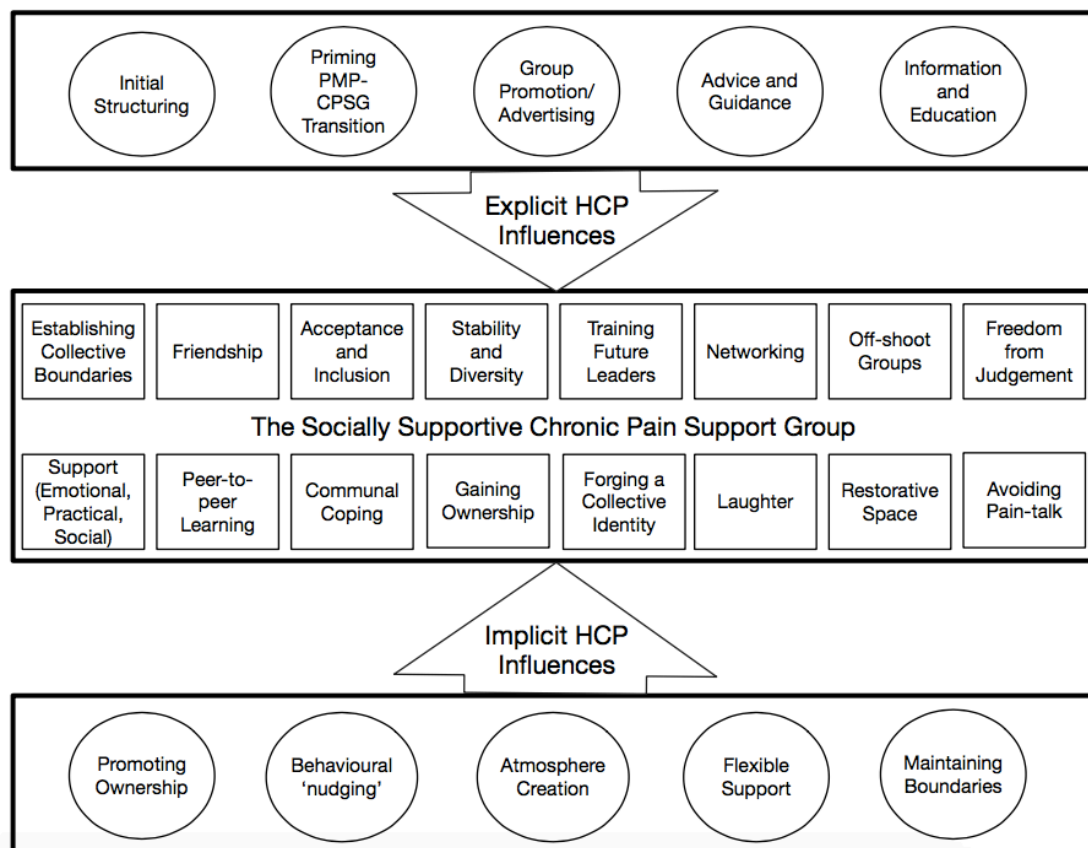 Initial
Structuring
Priming
PMP-
CPSG
Transition
Group
Promotion/
Advertising
Advice and
Guidance
Information
and
Education
Explicit HCP
Influences
Establishing
Collective
Boundaries
Friendship
Acceptance
and
Inclusion
Stability
and
Diversity
Training
Future
Leaders
Networking
Off-shoot
Groups
Freedom
from
Judgement
The Socially Supportive Chronic Pain Support Group
Support
(Emotional,
Practical,
Social)
Peer-to-
peer
Learning
Communal
Coping
Gaining
Ownership
Forging a
Collective
Identity
Laughter
Restorative
Space
Avoiding
Pain-talk
Implicit HCP
Influences
Promoting
Ownership
Behavioural
‘nudging’
Atmosphere
Creation
Flexible
Support
Maintaining
Boundaries